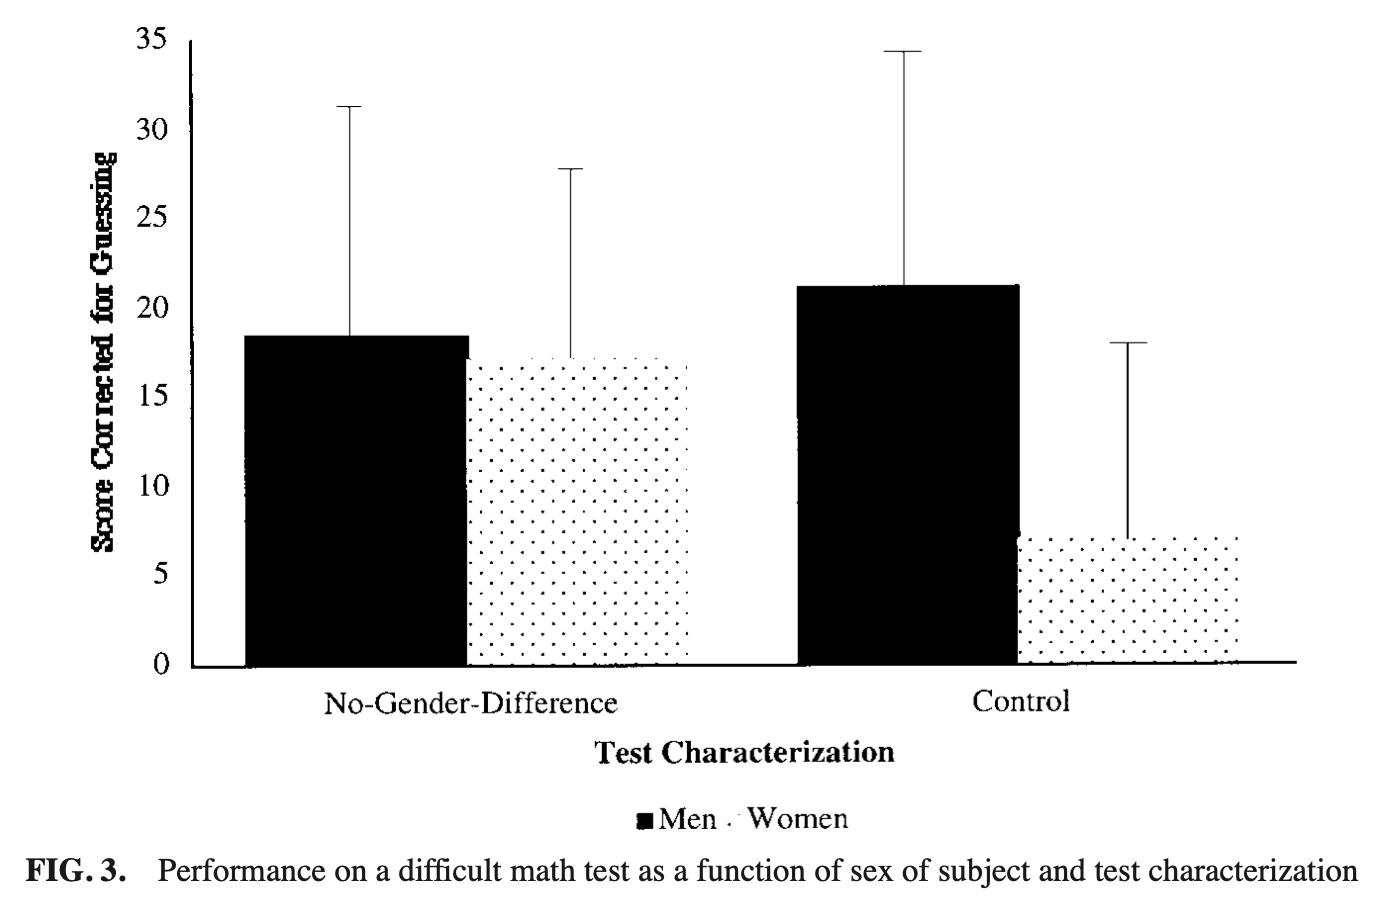 35
30
25
20
15
10
5
0
Score Corrected for Guessing
No-Gender-Difference Control
Test Characterization
Men Women
FIG. 3. Performance on a difficult math test as a function of sex of subject and test characterization